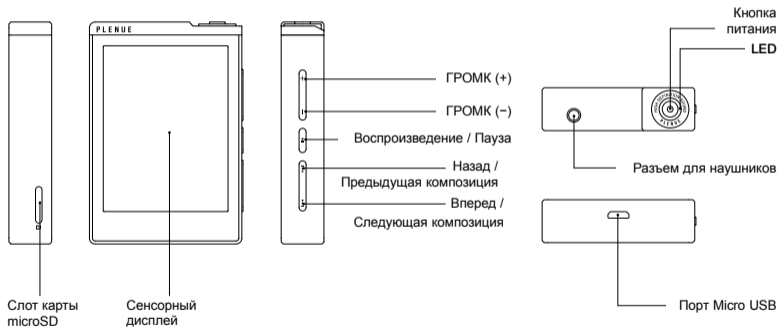 PLENUE
ГРОМК (+)
ГРОМК (−)
Воспроизведение / Пауза
Назад /
Предыдущая композиция
Вперед /
Следующая композиция
Слот карты
microSD
Сенсорный
дисплей
Кнопка
питания
LED
PLENUE
Разъем для наушников
Порт Micro USB